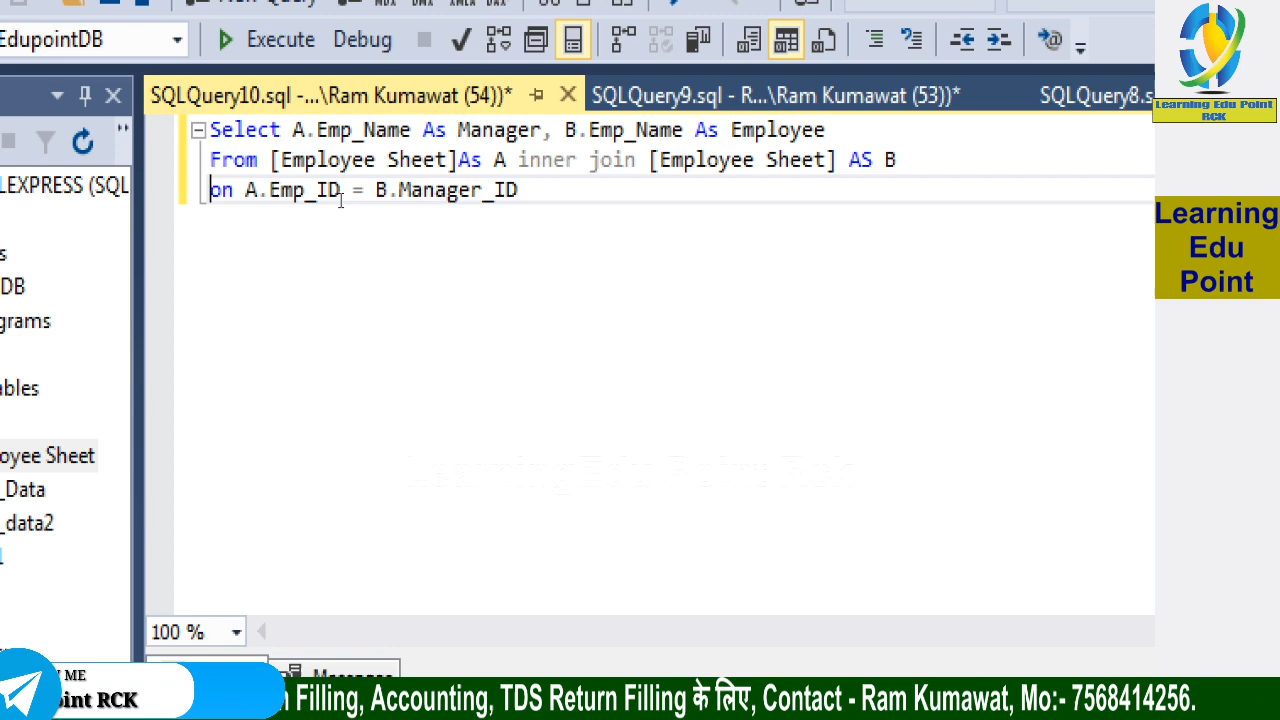 EdupointDB
Execute
Debug
SQLQuery10.sql -...\Ram Kumawat (54))*
SQLQuery9.sql - R...\Ram Kumawat (53))*
SQLQuery8.s
Learning Edu Point
RCK
LEXPRESS (SQL
Select A.Emp_Name As Manager, B.Emp_Name As Employee
From [Employee Sheet]As A inner join [Employee Sheet] AS B
on A.Emp_ID = B.Manager_ID
Learning
Edu
Point
s
DB
grams
ables
oyee Sheet
_Data
_data2
100 %
ME
oint RCK
Filling, Accounting, TDS Return Filling के लिए, Contact - Ram Kumawat, Mo:- 7568414256.